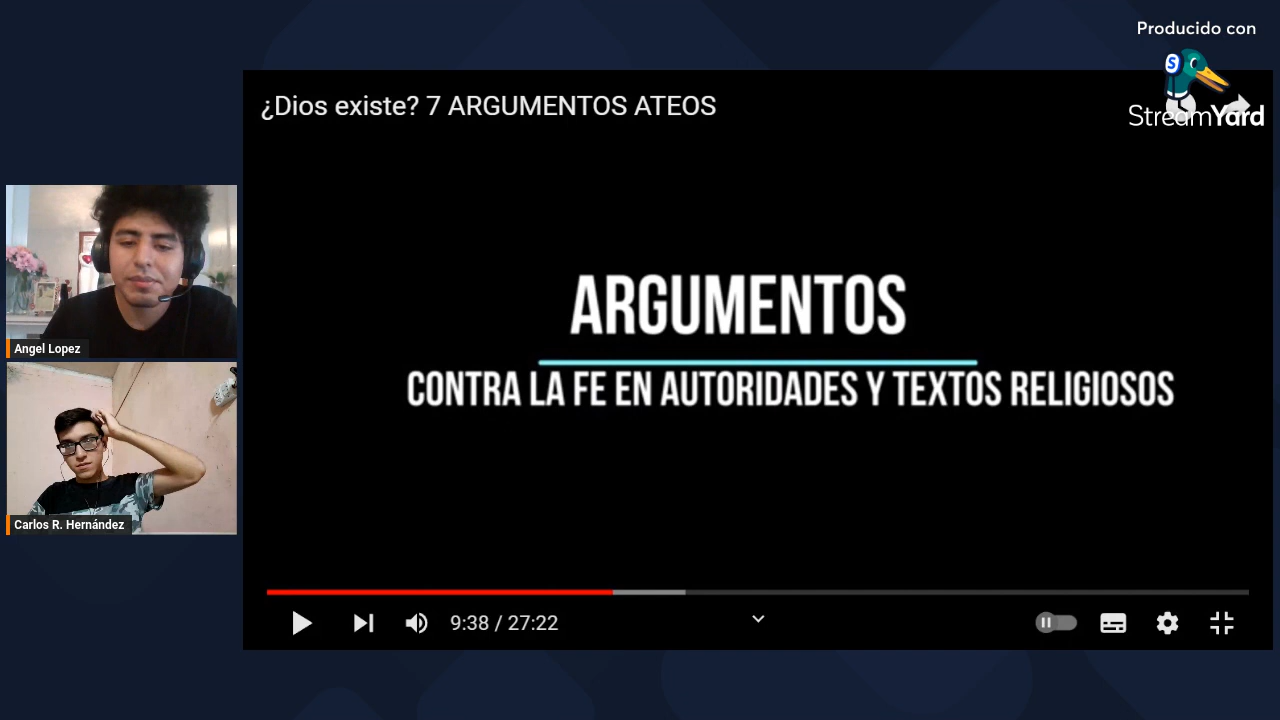 Producido con
StreamYard
¿Dios existe? 7 ARGUMENTOS ATEOS
ARGUMENTOS
CONTRA LA FE EN AUTORIDADES Y TEXTOS RELIGIOSOS
Angel Lopez
Carlos R. Hernández
9:38 / 27:22